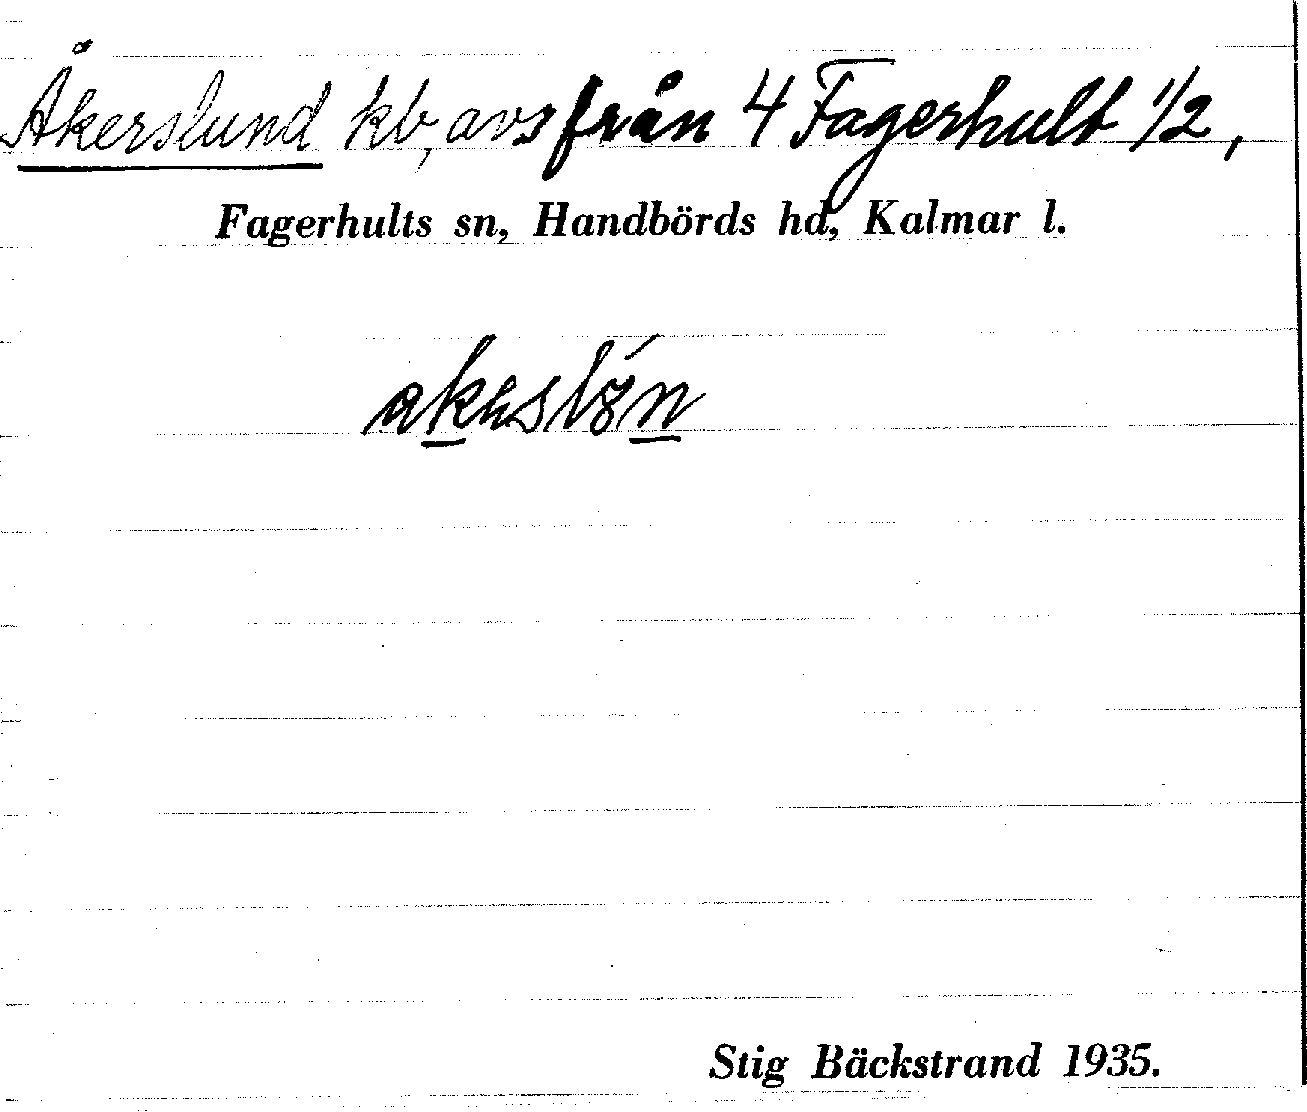 Åkerslund kb, avs från 4 Fagerhult 1/2,
Fagerhults sn, Handbörds hd, Kalmar l.
Stig Bäckstrand 1935.